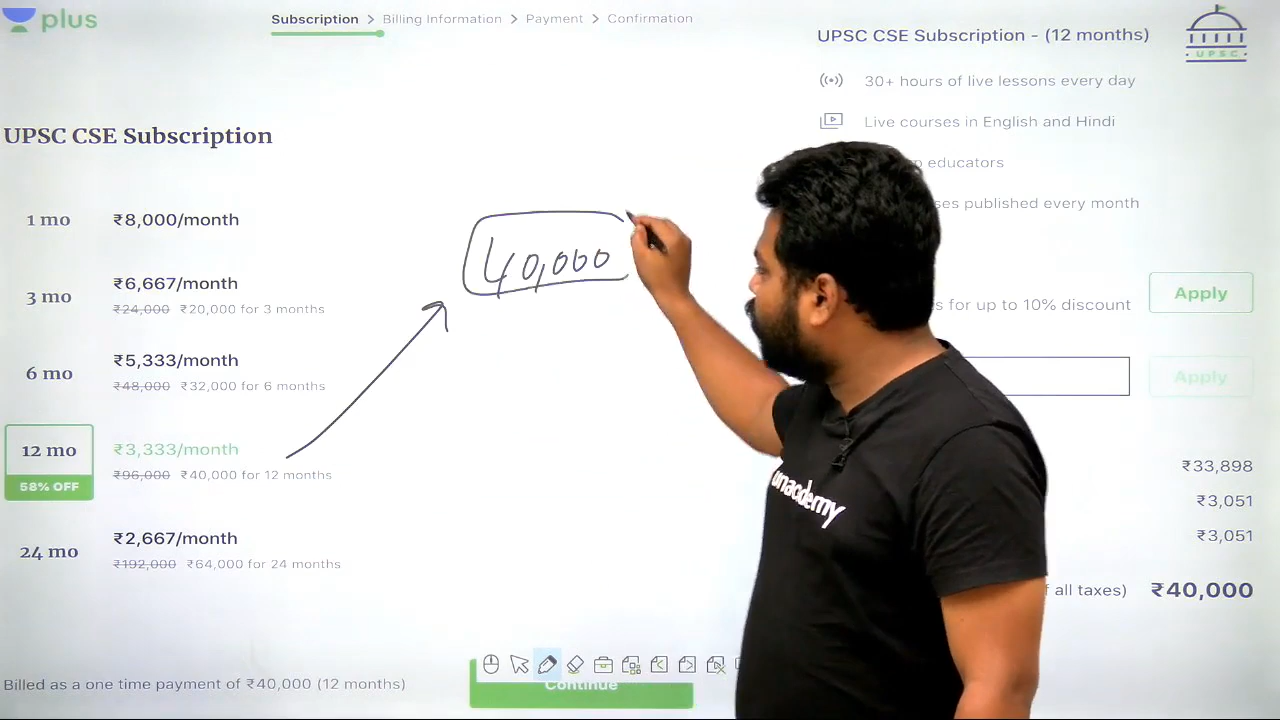 plus
Subscription > Billing Information > Payment > Confirmation
UPSC CSE Subscription - (12 months)
UPSC
30+ hours of live lessons every day
Live courses in English and Hindi
educators
published every month
UPSC CSE Subscription
1 mo ₹8,000/month
3 mo ₹6,667/month
₹24,000 ₹20,000 for 3 months
6 mo ₹5,333/month
₹48,000 ₹32,000 for 6 months
12 mo ₹3,333/month
58% OFF ₹96,000 ₹40,000 for 12 months
24 mo ₹2,667/month
₹192,000 ₹64,000 for 24 months
40,000
for up to 10% discount
Apply
Apply
unacademy
₹33,898
₹3,051
₹3,051
all taxes) ₹40,000
Billed as a one time payment of ₹40,000 (12 months)
Continue